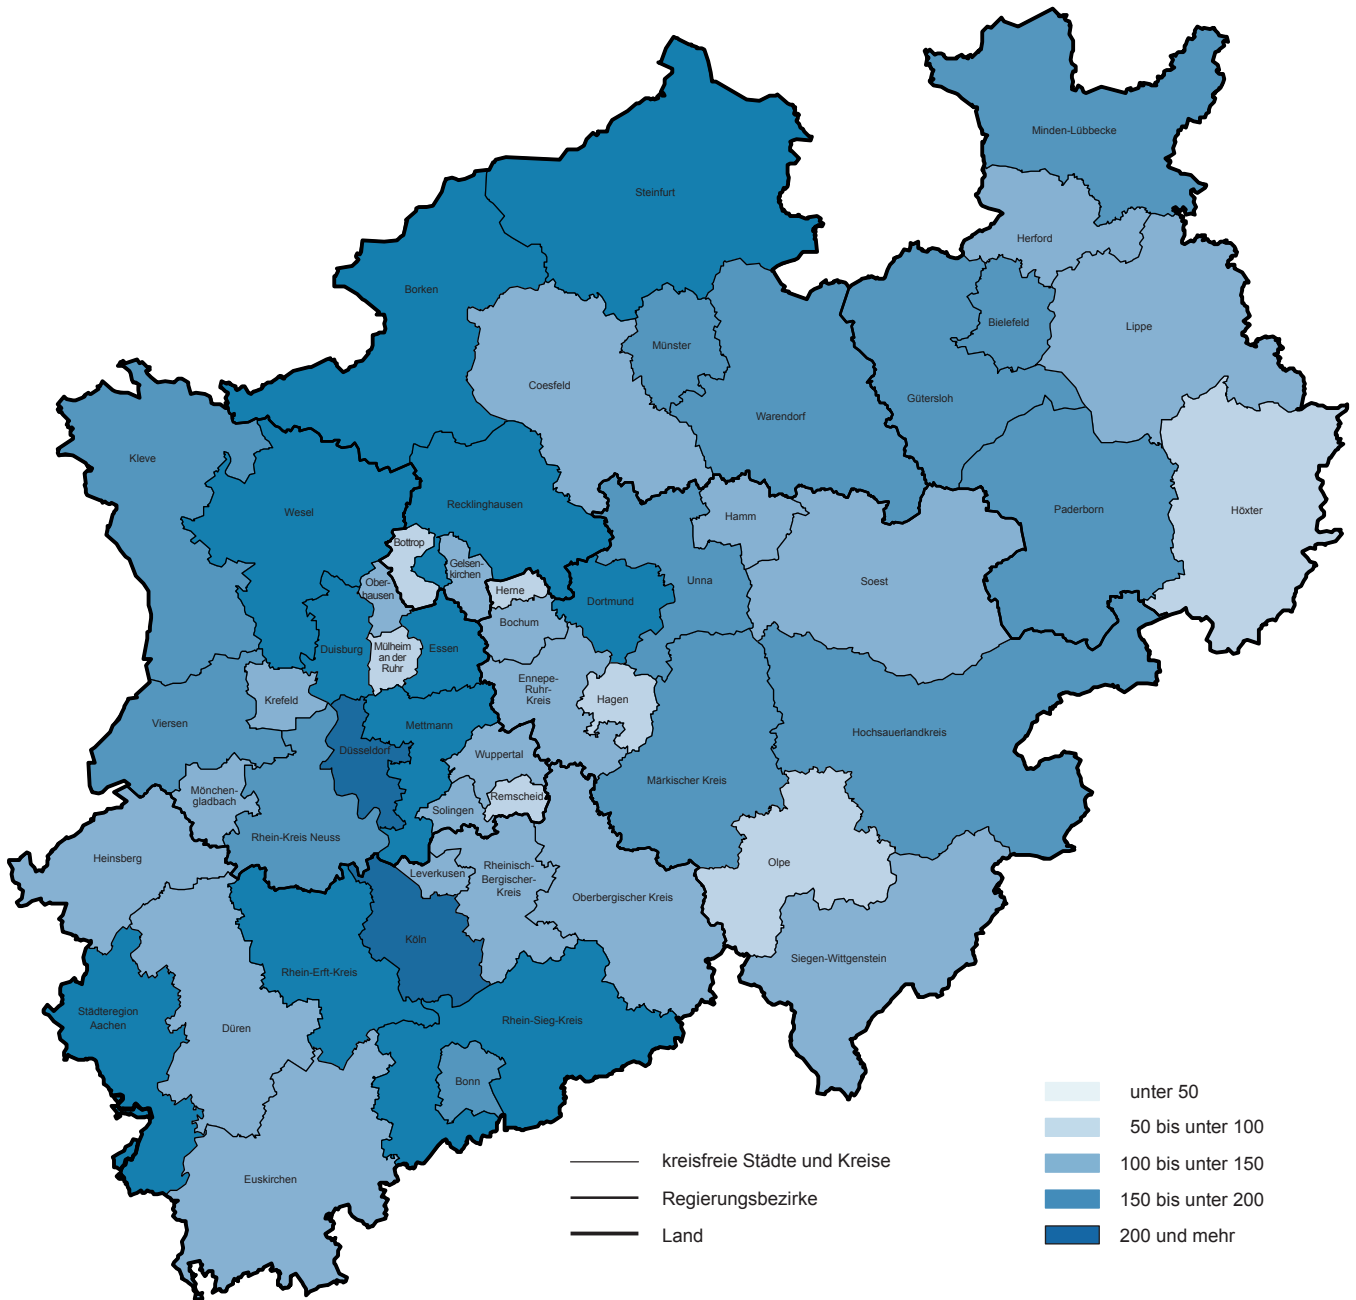 Minden-Lübbecke
Steinfurt
Herford
Borken
Bielefeld
Lippe
Münster
Coesfeld
Warendorf
Gütersloh
Kleve
Wesel
Recklinghausen
Hamm
Paderborn
Höxter
Bottrop
Gelsen-
kirchen
Ober-
hausen
Herne
Dortmund
Unna
Soest
Bochum
Duisburg
Mülheim
an der
Ruhr
Essen
Ennepe-
Ruhr-
Kreis
Hagen
Krefeld
Viersen
Mettmann
Düsseldorf
Wuppertal
Hochsauerlandkreis
Märkischer Kreis
Mönchen-
gladbach
Remscheid
Solingen
Rhein-Kreis Neuss
Heinsberg
Leverkusen
Rheinisch-
Bergischer-
Kreis
Olpe
Oberbergischer Kreis
Köln
Siegen-Wittgenstein
Rhein-Erft-Kreis
Städteregion
Aachen
Düren
Rhein-Sieg-Kreis
Bonn
Euskirchen
kreisfreie Städte und Kreise
Regierungsbezirke
Land
unter 50
50 bis unter 100
100 bis unter 150
150 bis unter 200
200 und mehr